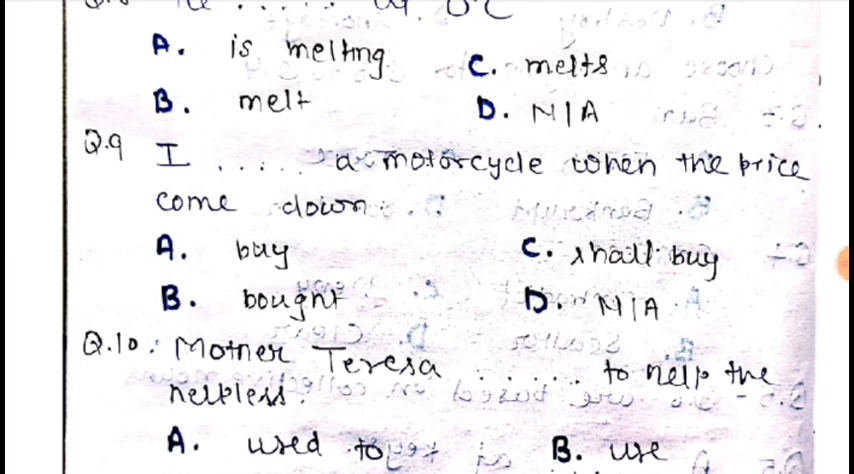 A. is melting C. melts
B. melt D. N/A
Q.9 I ..... a motorcycle when the price
come down.
A. buy C. shall buy
B. bought D. N/A
Q.10. Mother Teresa ...... to help the
helpless.
A. used to B. use